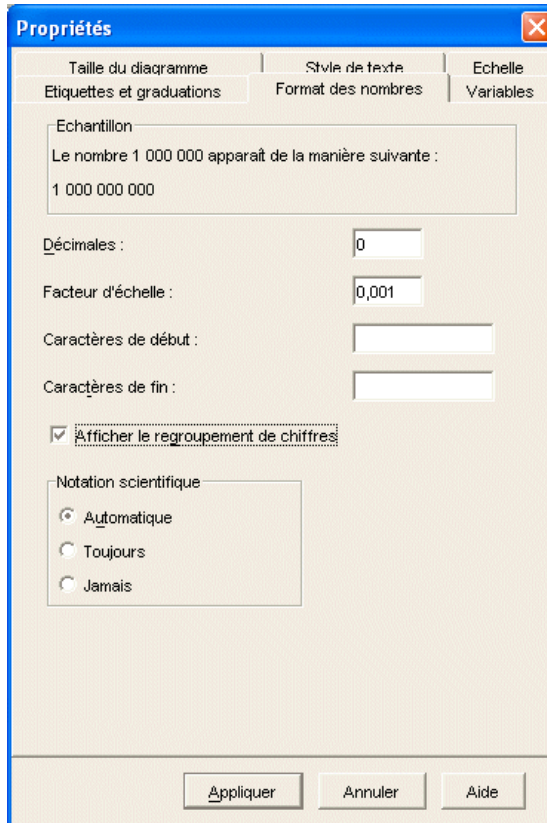 Propriétés
Taille du diagramme Style de texte Echelle
Etiquettes et graduations Format des nombres Variables
Echantillon
Le nombre 1 000 000 apparaît de la manière suivante :
1 000 000 000
Décimales : 0
Facteur d'échelle : 0,001
Caractères de début :
Caractères de fin :
Afficher le regroupement de chiffres
Notation scientifique
Automatique
Toujours
Jamais
Appliquer Annuler Aide